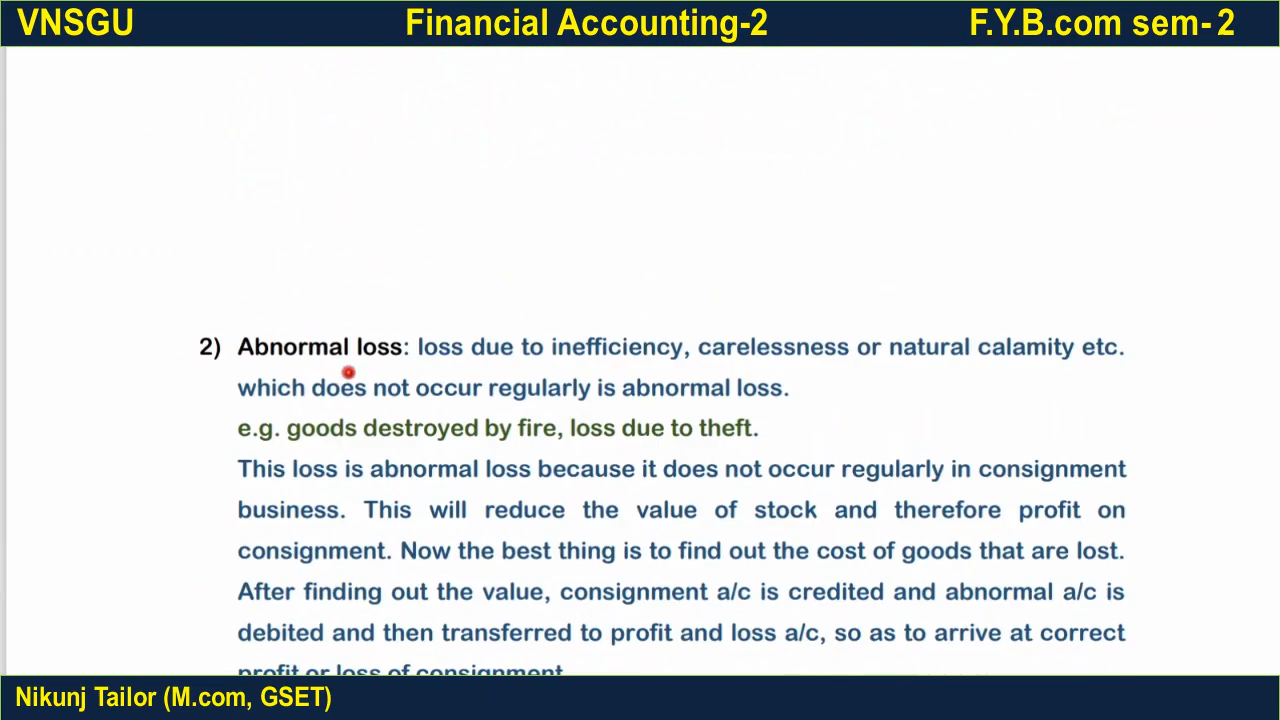 VNSGU Financial Accounting-2 F.Y.B.com sem- 2
2) Abnormal loss: loss due to inefficiency, carelessness or natural calamity etc.
which does not occur regularly is abnormal loss.
e.g. goods destroyed by fire, loss due to theft.
This loss is abnormal loss because it does not occur regularly in consignment
business. This will reduce the value of stock and therefore profit on
consignment. Now the best thing is to find out the cost of goods that are lost.
After finding out the value, consignment a/c is credited and abnormal a/c is
debited and then transferred to profit and loss a/c, so as to arrive at correct
profit or loss of consignment.
Nikunj Tailor (M.com, GSET)